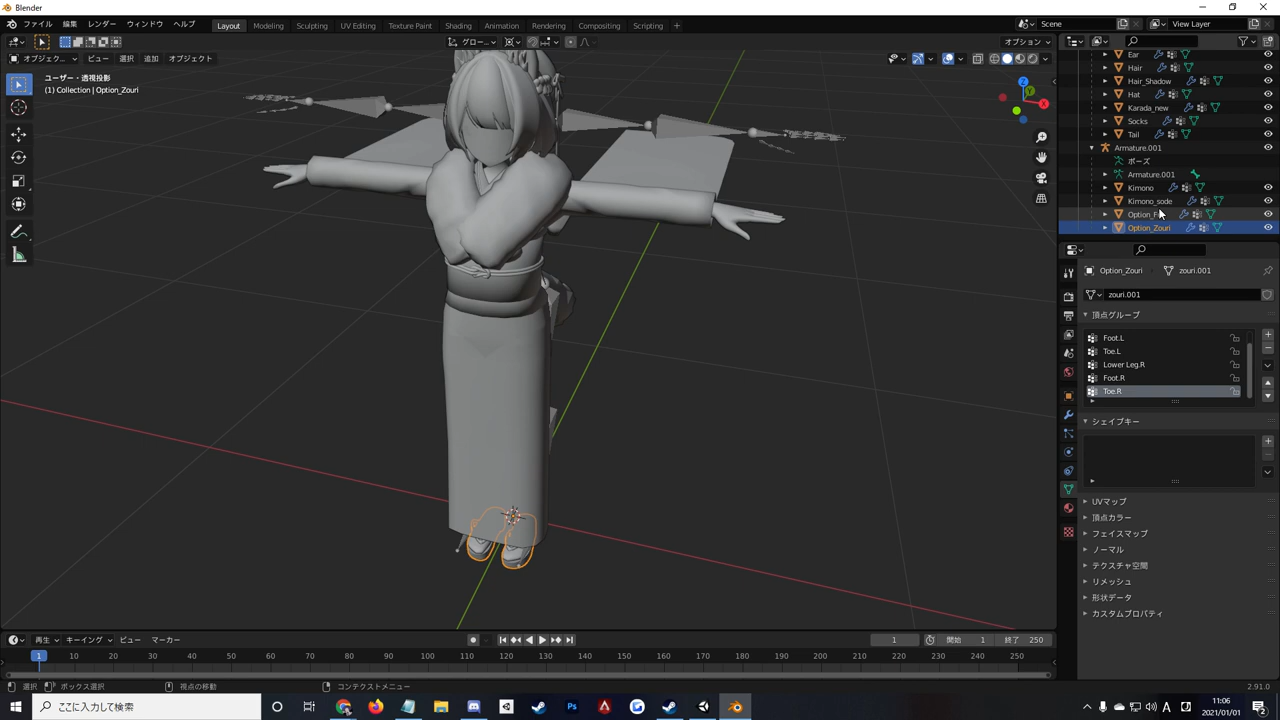 Blender
ファイル 編集 レンダー ウィンドウ ヘルプ Layout Modeling Sculpting UV Editing Texture Paint Shading Animation Rendering Compositing Scripting + Scene View Layer
グロー... オプション
オブジェク... ビュー 選択 追加 オブジェクト
ユーザー・透視投影
(1) Collection | Option_Zouri
X
Y
Z
Ear
Hair
Hair_Shadow
Hat
Karada_new
Socks
Tail
Armature.001
ポーズ
Armature.001
Kimono
Kimono_sode
Option_Zouri
Option_Zouri zouri.001
zouri.001
頂点グループ
Foot.L
Toe.L
Lower Leg.R
Foot.R
Toe.R
シェイプキー
UVマップ
頂点カラー
フェイスマップ
ノーマル
テクスチャ空間
リメッシュ
形状データ
カスタムプロパティ
再生 キーイング ビュー マーカー 1 開始 1 終了 250
1 10 20 30 40 50 60 70 80 90 100 110 120 130 140 150 160 170 180 190 200 210 220 230 240 250
選択 ボックス選択 視点の移動 コンテクストメニュー 2.91.0
ここに入力して検索 Ps A 11:06
2021/01/01